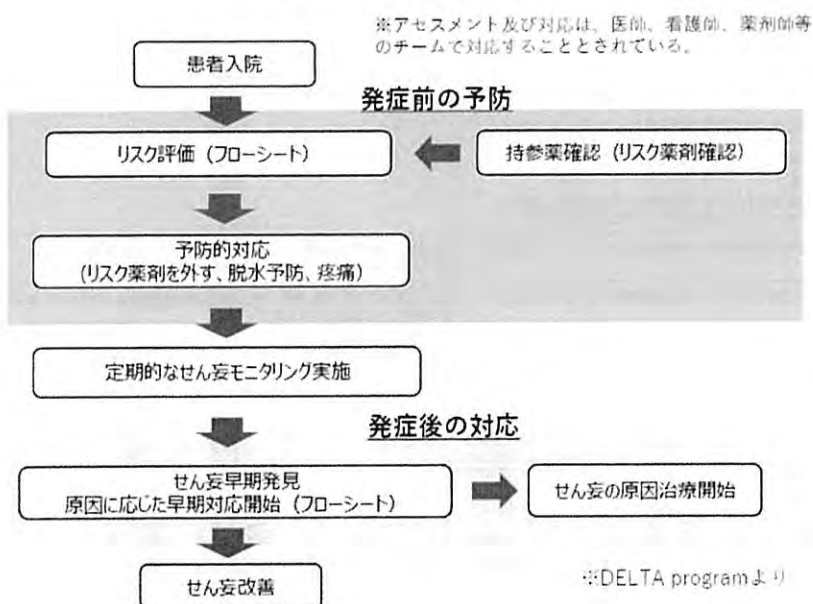 ※アセスメント及び対応は、医師、看護師、薬剤師等
のチームで対応することとされている。
患者入院
発症前の予防
リスク評価（フローシート）
持参薬確認（リスク薬剤確認）
予防的対応
(リスク薬剤を外す、脱水予防、疼痛）
定期的なせん妄モニタリング実施
発症後の対応
せん妄早期発見
原因に応じた早期対応開始（フローシート）
せん妄の原因治療開始
せん妄改善
※DELTA programより